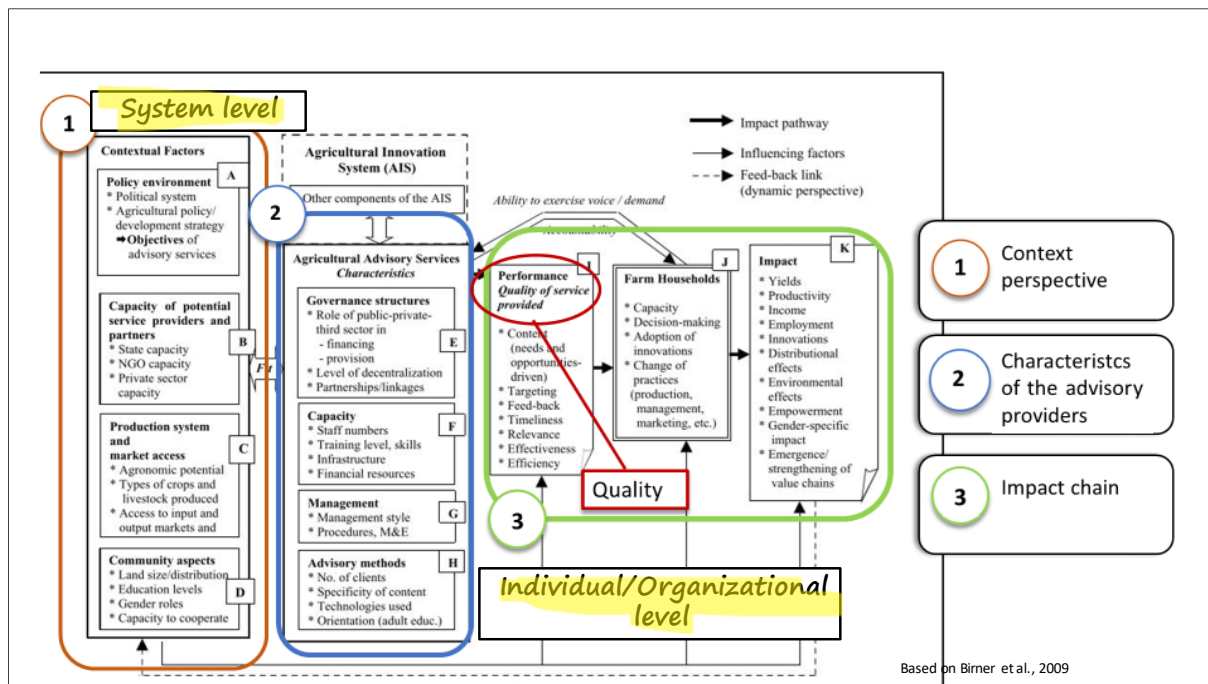 1
System level
Contextual Factors
A
Policy environment
* Political system
* Agricultural policy/
development strategy
➡Objectives of
advisory services
B
Capacity of potential
service providers and
partners
* State capacity
* NGO capacity
* Private sector
capacity
C
Production system
and
market access
* Agronomic potential
* Types of crops and
livestock produced
* Access to input and
output markets and
D
Community aspects
* Land size/distribution
* Education levels
* Gender roles
* Capacity to cooperate
Fit
Agricultural Innovation
System (AIS)
Other components of the AIS
2
Agricultural Advisory Services
Characteristics
Governance structures
* Role of public-private-
third sector in
- financing
- provision
* Level of decentralization
* Partnerships/linkages
E
Capacity
* Staff numbers
* Training level, skills
* Infrastructure
* Financial resources
F
Management
* Management style
* Procedures, M&E
G
Advisory methods
* No. of clients
* Specificity of content
* Technologies used
* Orientation (adult educ.)
H
Impact pathway
Influencing factors
Feed-back link
(dynamic perspective)
Ability to exercise voice / demand
Accountability
I
Performance
Quality of service
provided
* Content
(needs and
opportunities-
driven)
* Targeting
* Feed-back
* Timeliness
* Relevance
* Effectiveness
* Efficiency
Quality
3
J
Farm Households
* Capacity
* Decision-making
* Adoption of
innovations
* Change of
practices
(production,
management,
marketing, etc.)
K
Impact
* Yields
* Productivity
* Income
* Employment
* Innovations
* Distributional
effects
* Environmental
effects
* Empowerment
* Gender-specific
impact
* Emergence/
strengthening of
value chains
Individual/Organizational
level
1
Context
perspective
2
Characteristcs
of the advisory
providers
3
Impact chain
Based on Birner et al., 2009